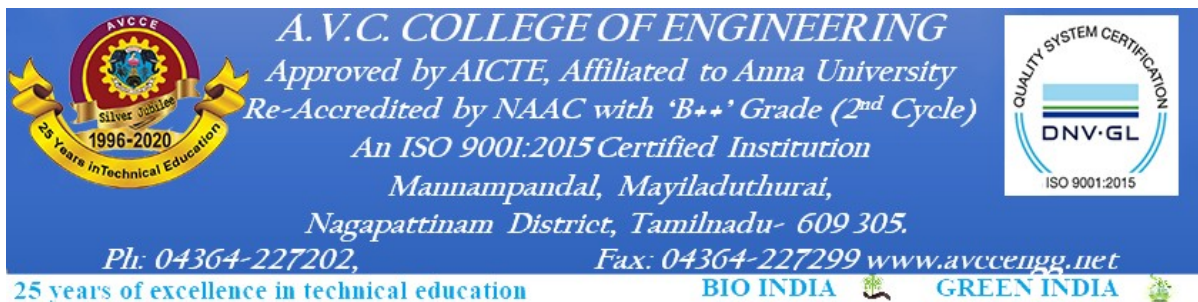 AVCCE
Silver Jubilee
1996-2020
25 Years in Technical Education
A.V.C. COLLEGE OF ENGINEERING
Approved by AICTE, Affiliated to Anna University
Re-Accredited by NAAC with ‘B++’ Grade (2nd Cycle)
An ISO 9001:2015 Certified Institution
Mannampandal, Mayiladuthurai,
Nagapattinam District, Tamilnadu- 609 305.
Ph: 04364-227202, Fax: 04364-227299 www.avccengg.net
QUALITY SYSTEM CERTIFICATION
DNV·GL
ISO 9001:2015
25 years of excellence in technical education BIO INDIA GREEN INDIA